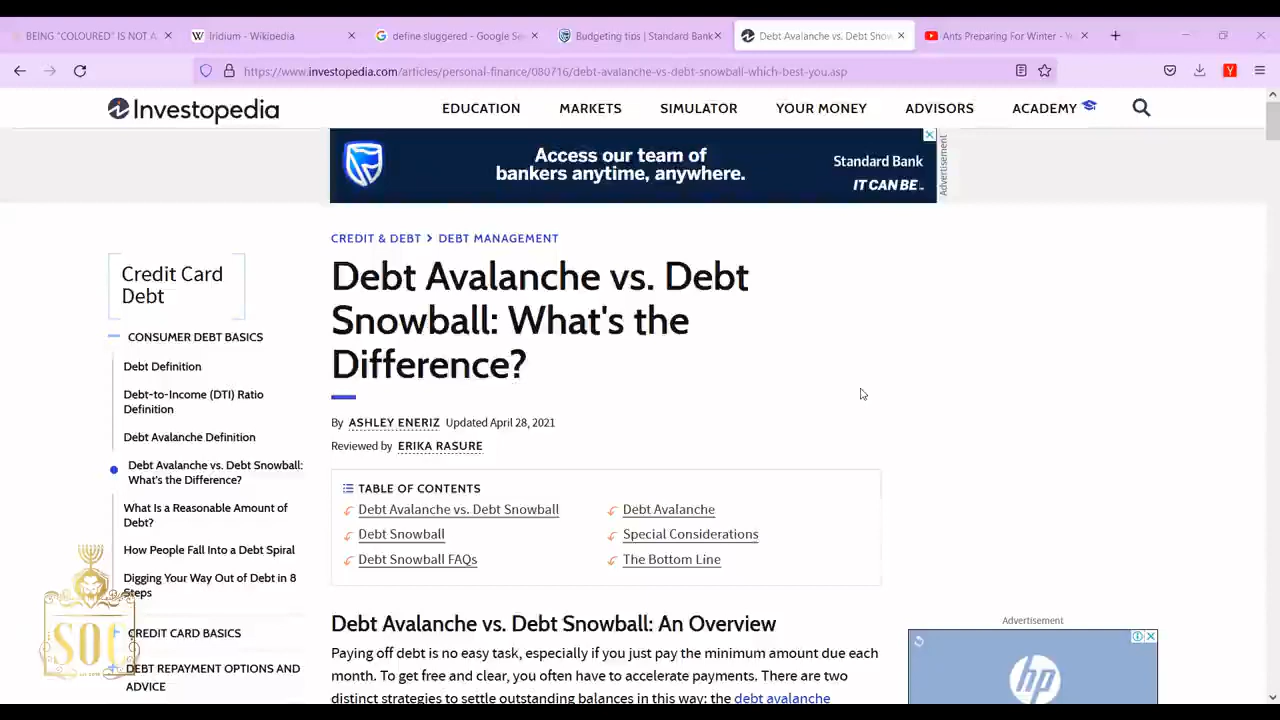 BEING "COLOURED" IS NOT A
Iridium - Wikipedia
define sluggered - Google Se
Budgeting tips | Standard Bank
Debt Avalanche vs. Debt Snow
Ants Preparing For Winter - Y
https://www.investopedia.com/articles/personal-finance/080716/debt-avalanche-vs-debt-snowball-which-best-you.asp
Investopedia
EDUCATION MARKETS SIMULATOR YOUR MONEY ADVISORS ACADEMY
Access our team of
bankers anytime, anywhere.
Standard Bank
IT CAN BE
Advertisement
CREDIT & DEBT > DEBT MANAGEMENT
Debt Avalanche vs. Debt
Snowball: What's the
Difference?
By ASHLEY ENERIZ Updated April 28, 2021
Reviewed by ERIKA RASURE
TABLE OF CONTENTS
Debt Avalanche vs. Debt Snowball
Debt Avalanche
Debt Snowball
Special Considerations
Debt Snowball FAQs
The Bottom Line
Debt Avalanche vs. Debt Snowball: An Overview
Paying off debt is no easy task, especially if you just pay the minimum amount due each
month. To get free and clear, you often have to accelerate payments. There are two
distinct strategies to settle outstanding balances in this way: the debt avalanche
Credit Card
Debt
CONSUMER DEBT BASICS
Debt Definition
Debt-to-Income (DTI) Ratio
Definition
Debt Avalanche Definition
Debt Avalanche vs. Debt Snowball:
What's the Difference?
What Is a Reasonable Amount of
Debt?
How People Fall Into a Debt Spiral
Digging Your Way Out of Debt in 8
Steps
CREDIT CARD BASICS
DEBT REPAYMENT OPTIONS AND
ADVICE
Advertisement
hp